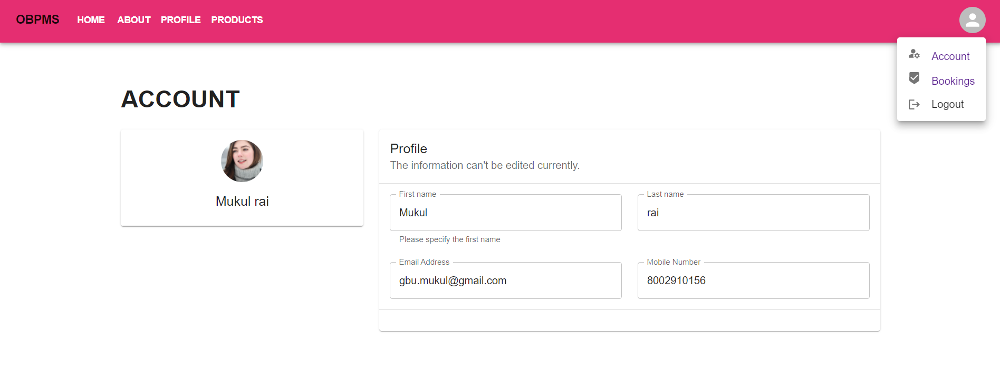 OBPMS HOME ABOUT PROFILE PRODUCTS
Account
Bookings
Logout
ACCOUNT
Mukul rai
Profile
The information can't be edited currently.
First name
Mukul
Please specify the first name
Last name
rai
Email Address
gbu.mukul@gmail.com
Mobile Number
8002910156